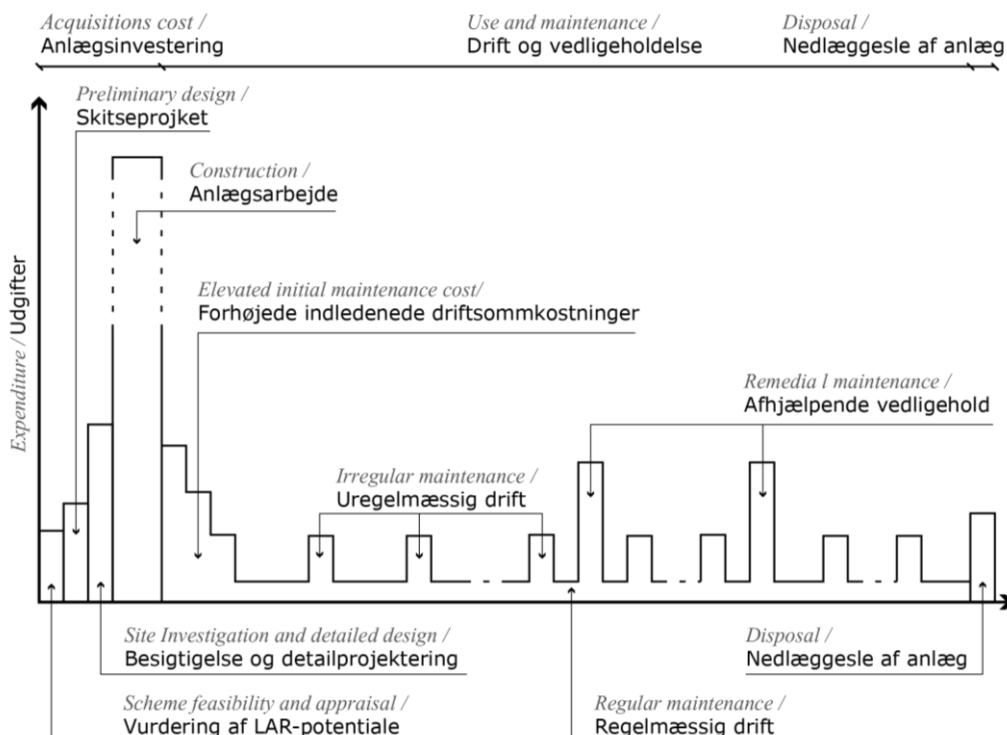 Acquisitions cost /
Anlægsinvestering
Use and maintenance /
Drift og vedligeholdelse
Disposal /
Nedlæggesle af anlæg
Preliminary design /
Skitseprojket
Construction /
Anlægsarbejde
Expenditure / Udgifter
Elevated initial maintenance cost/
Forhøjede indledenede driftsommkostninger
Remedia l maintenance /
Afhjælpende vedligehold
Irregular maintenance /
Uregelmæssig drift
Site Investigation and detailed design /
Besigtigelse og detailprojektering
Disposal /
Nedlæggesle af anlæg
Scheme feasibility and appraisal /
Vurdering af LAR-potentiale
Regular maintenance /
Regelmæssig drift